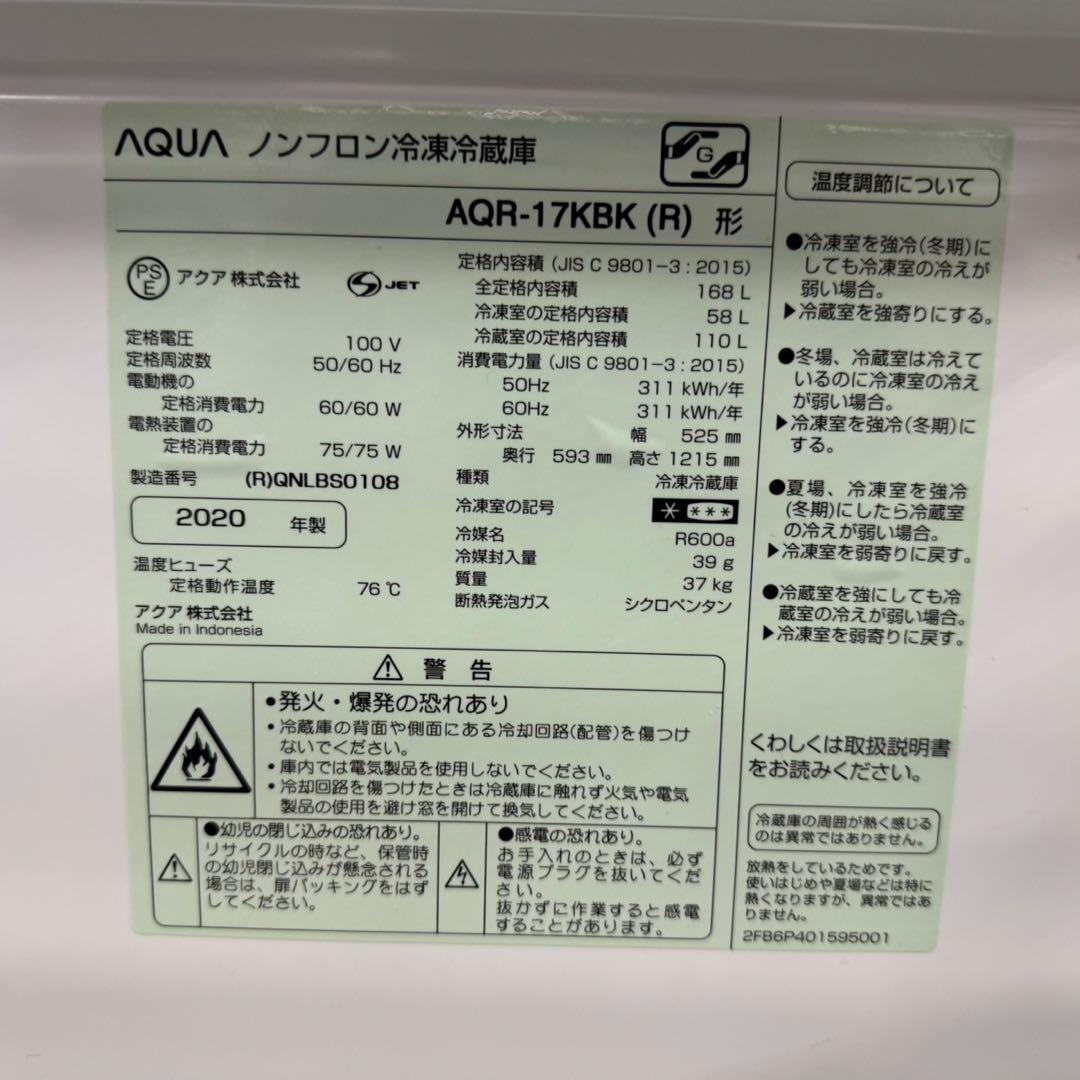 AQUA ノンフロン冷凍冷蔵庫
G
AQR-17KBK (R) 形
PS
E
アクア 株式会社
S JET
定格電圧 100 V
定格周波数 50/60 Hz
電動機の
定格消費電力 60/60 W
電熱装置の
定格消費電力 75/75 W
製造番号 (R)QNLBS0108
2020 年製
温度ヒューズ
定格動作温度 76 ℃
アクア 株式会社
Made in Indonesia
定格内容積 (JIS C 9801-3 : 2015)
全定格内容積 168 L
冷凍室の定格内容積 58 L
冷蔵室の定格内容積 110 L
消費電力量 (JIS C 9801-3 : 2015)
50Hz 311 kWh/年
60Hz 311 kWh/年
外形寸法 幅 525 ㎜
奥行 593 ㎜ 高さ 1215 ㎜
種類 冷凍冷蔵庫
冷凍室の記号 * ***
冷媒名 R600a
冷媒封入量 39 g
質量 37 kg
断熱発泡ガス シクロペンタン
⚠ 警 告
•発火・爆発の恐れあり
・冷蔵庫の背面や側面にある冷却回路(配管)を傷つけ
ないでください。
・庫内では電気製品を使用しないでください。
・冷却回路を傷つけたときは冷蔵庫に触れず火気や電気
製品の使用を避け窓を開けて換気してください。
●幼児の閉じ込みの恐れあり。
リサイクルの時など、保管時
の幼児閉じ込みが懸念される
場合は、扉パッキングをはず
してください。
●感電の恐れあり。
お手入れのときは、必ず
電源プラグを抜いてくだ
さい。
抜かずに作業すると感電
することがあります。
温度調節について
●冷凍室を強冷(冬期)に
しても冷凍室の冷えが
弱い場合。
▶冷蔵室を強寄りにする。
●冬場、冷蔵室は冷えて
いるのに冷凍室の冷え
が弱い場合。
▶冷凍室を強冷(冬期)に
する。
●夏場、冷凍室を強冷
(冬期)にしたら冷蔵室
の冷えが弱い場合。
▶冷凍室を弱寄りに戻す。
●冷蔵室を強にしても冷
蔵室の冷えが弱い場合。
▶冷凍室を弱寄りに戻す。
くわしくは取扱説明書
をお読みください。
冷蔵庫の周囲が熱く感じる
のは異常ではありません。
放熱をしているためです。
使いはじめや夏場などは特に
熱くなりますが、異常ではあ
りません。
2FB6P401595001